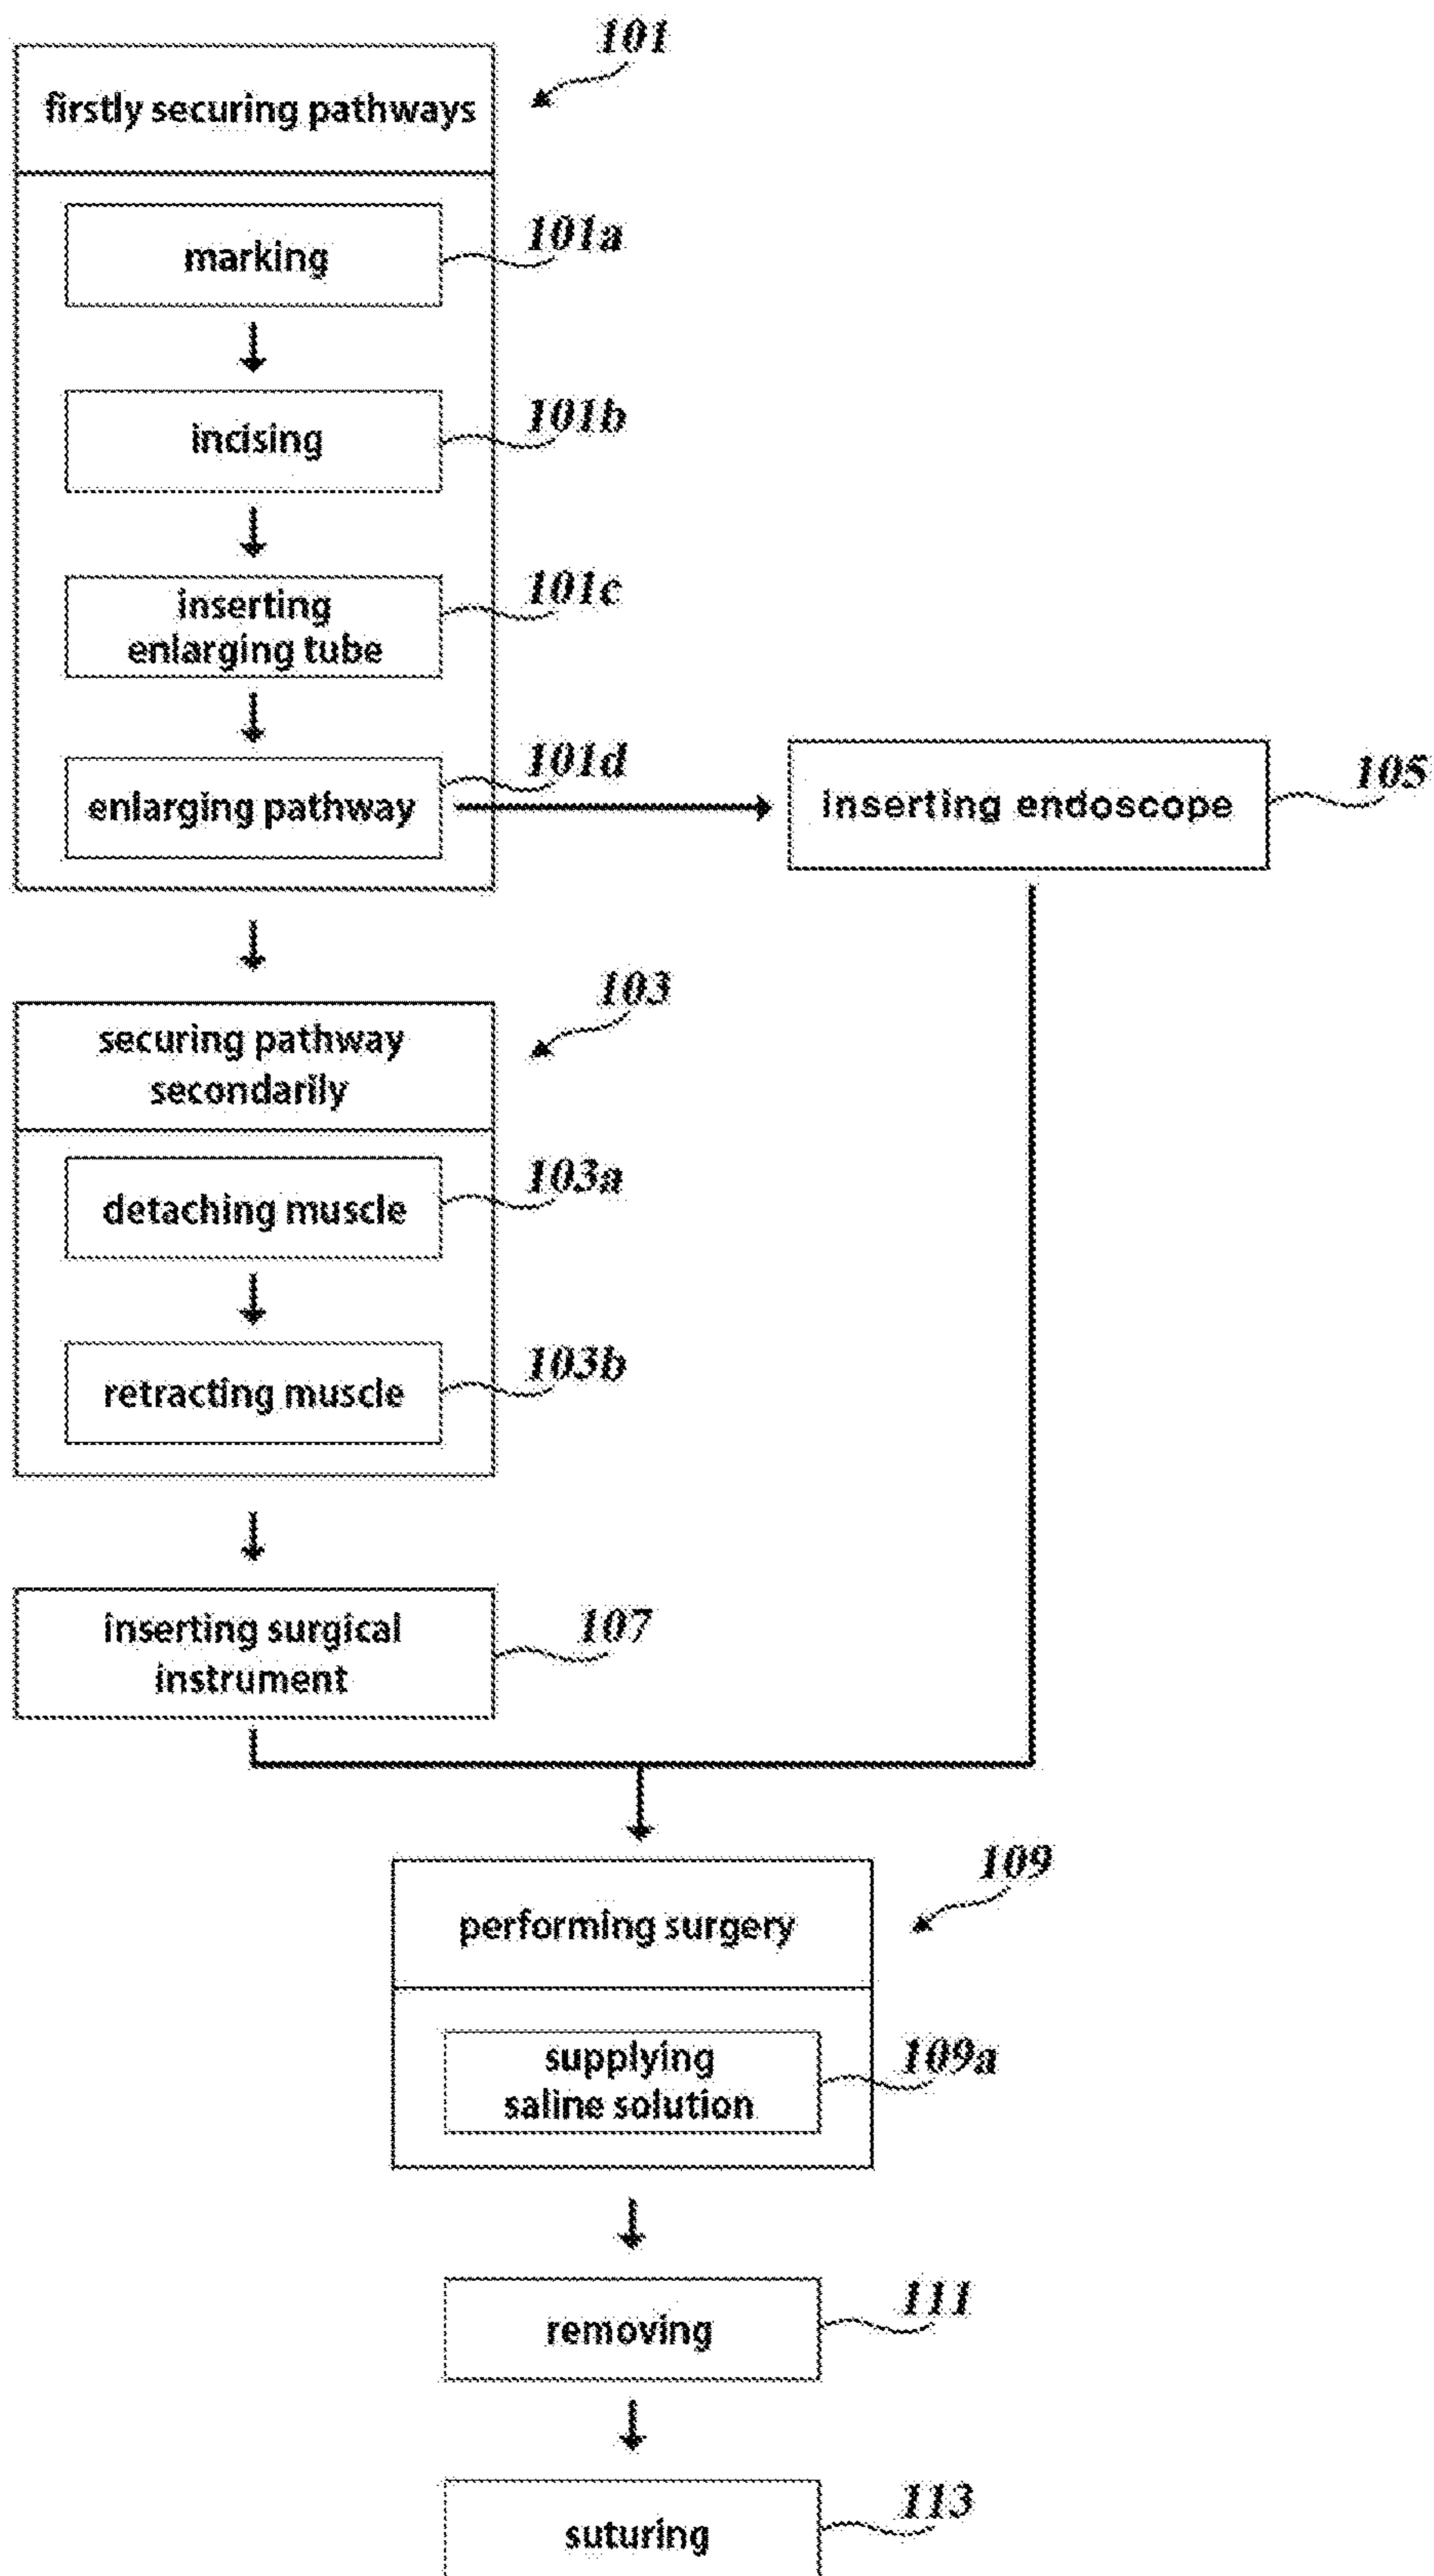 101
firstly securing pathways
marking
101a
incising
101b
inserting
enlarging tube
101c
enlarging pathway
101d
inserting endoscope
105
103
securing pathway
secondarily
detaching muscle
103a
retracting muscle
103b
inserting surgical
instrument
107
109
performing surgery
supplying
saline solution
109a
removing
111
suturing
113